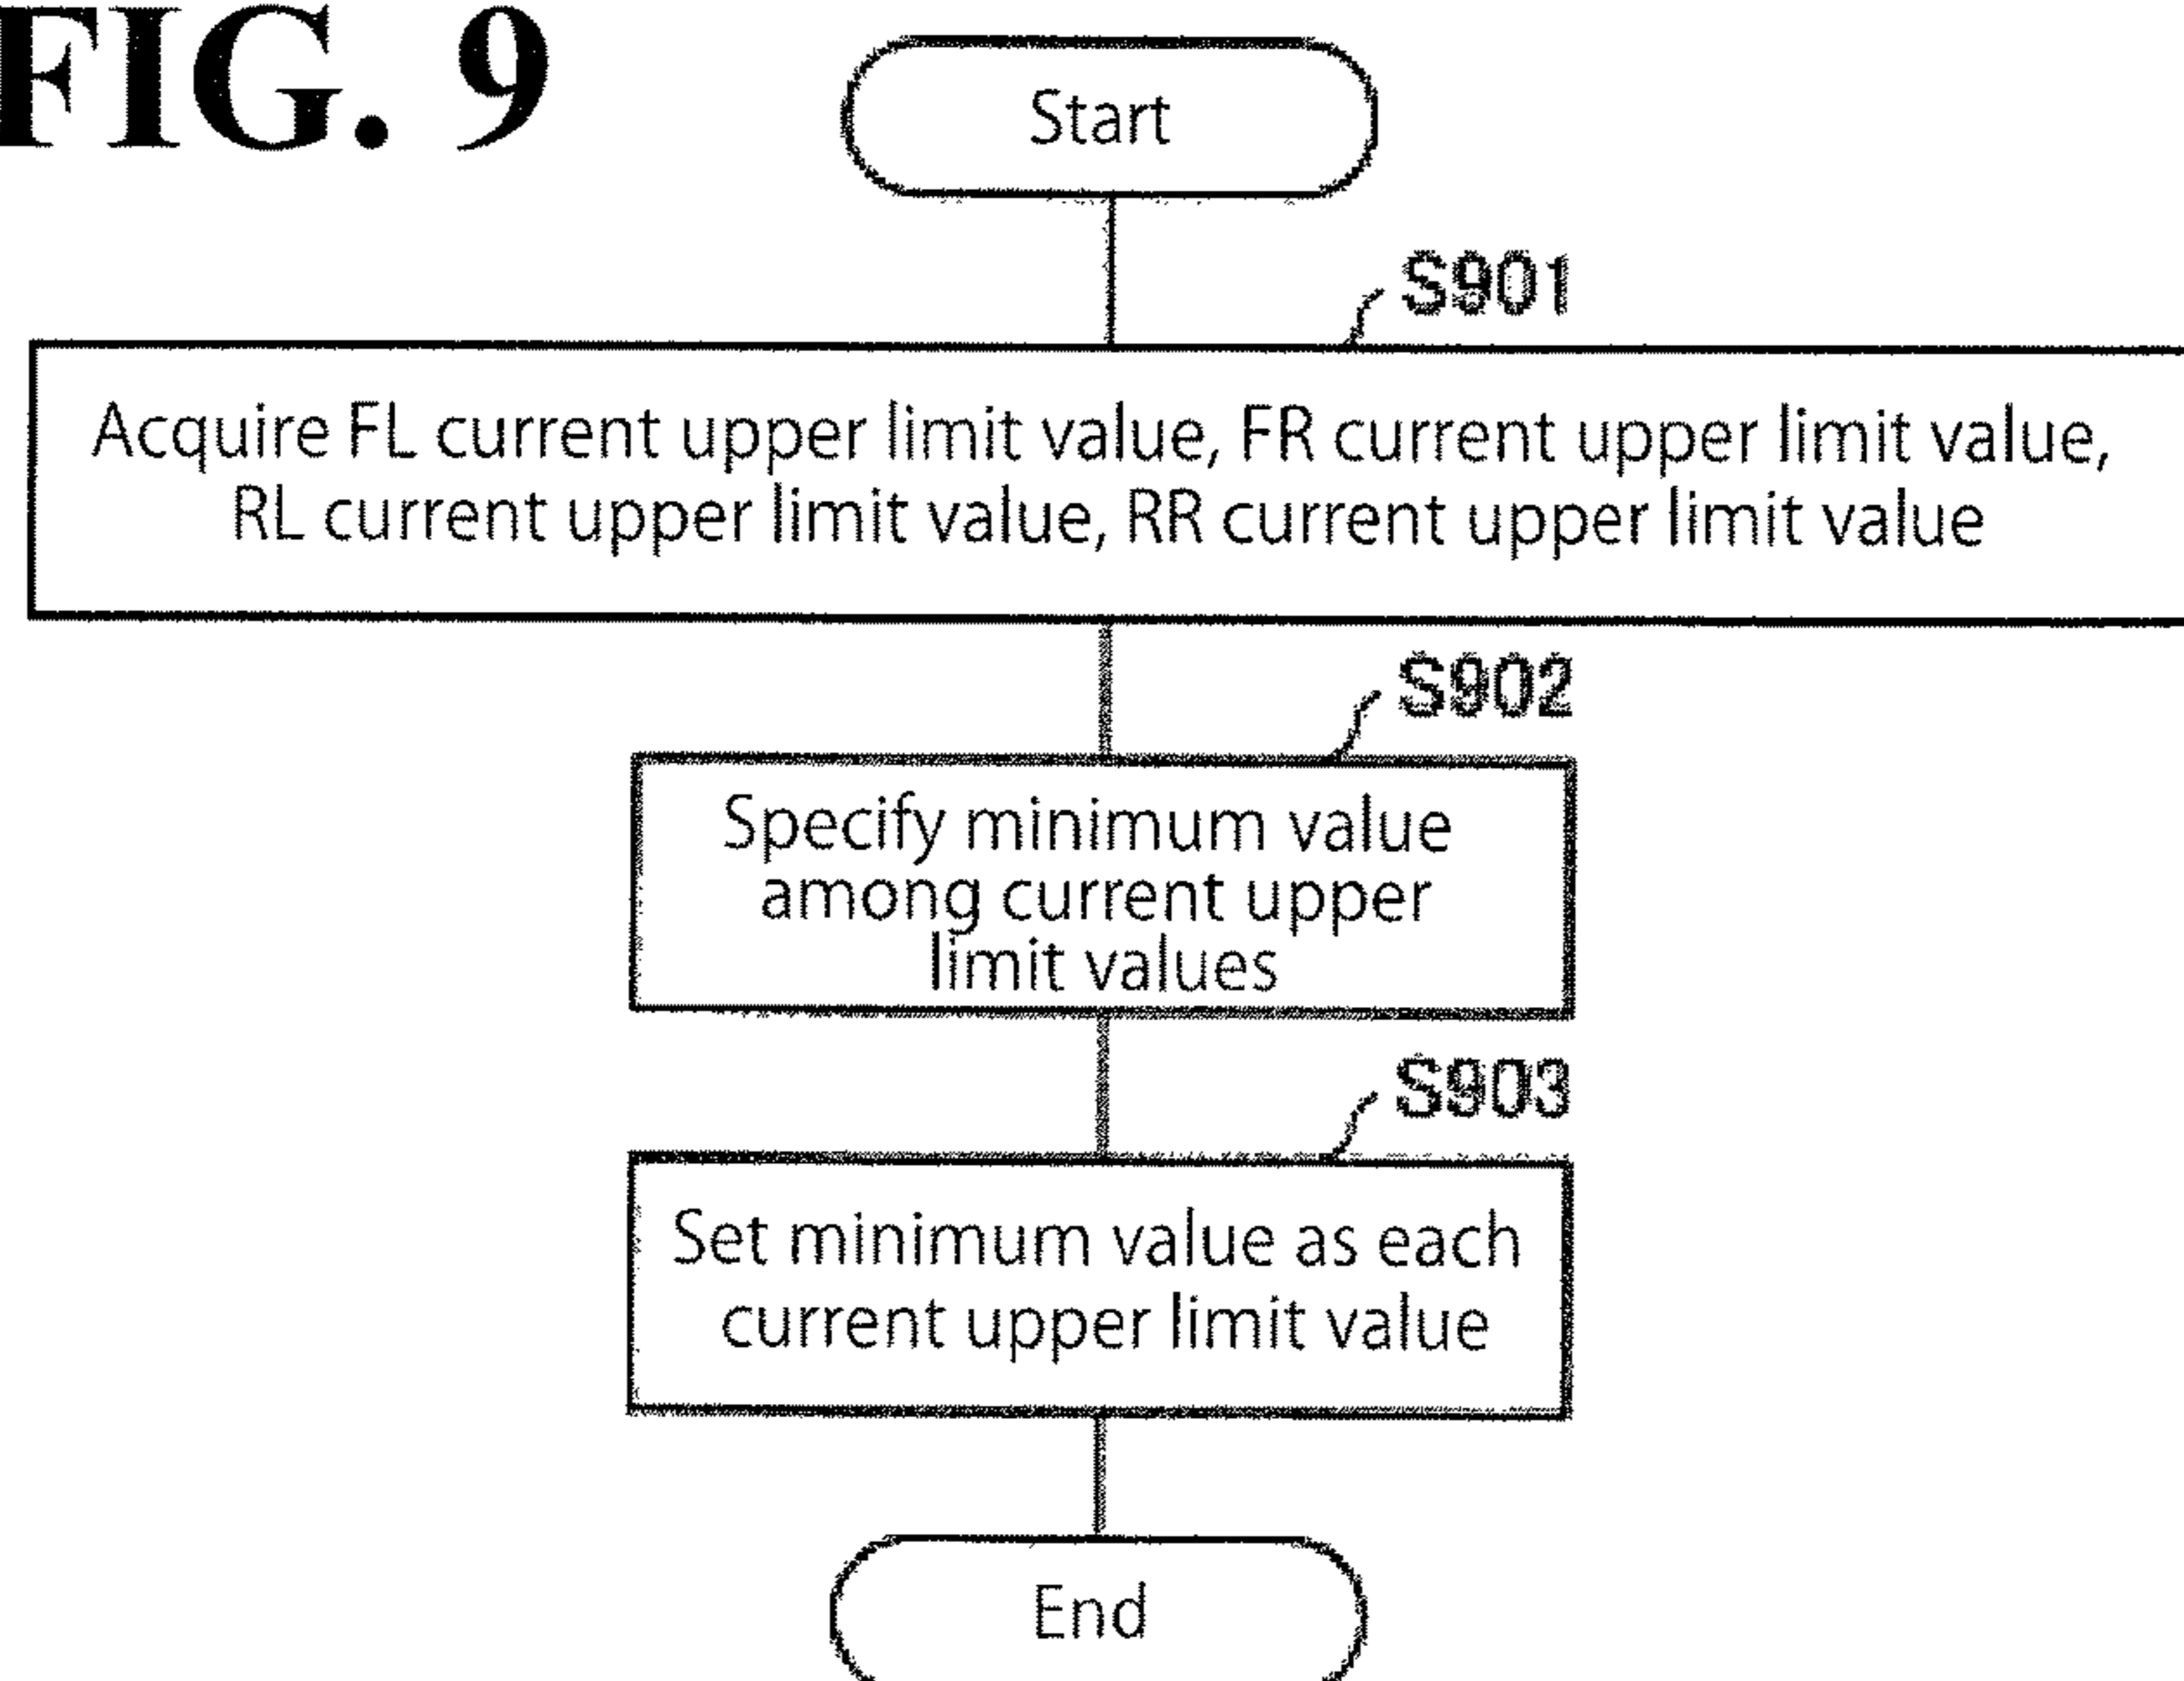 FIG. 9
Start
S901
Acquire FL current upper limit value, FR current upper limit value,
RL current upper limit value, RR current upper limit value
S902
Specify minimum value
among current upper
limit values
S903
Set minimum value as each
current upper limit value
End